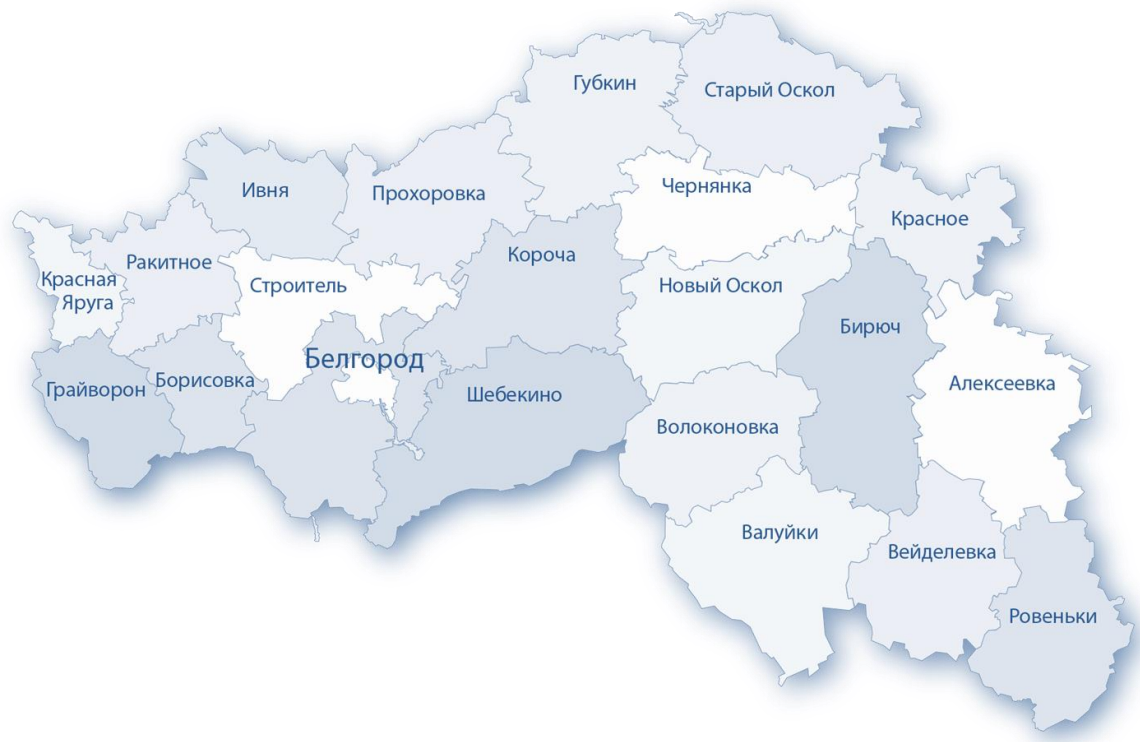 Губкин
Старый Оскол
Ивня
Прохоровка
Чернянка
Красное
Короча
Ракитное
Красная
Яруга
Строитель
Новый Оскол
Бирюч
Белгород
Грайворон
Борисовка
Шебекино
Алексеевка
Волоконовка
Валуйки
Вейделевка
Ровеньки